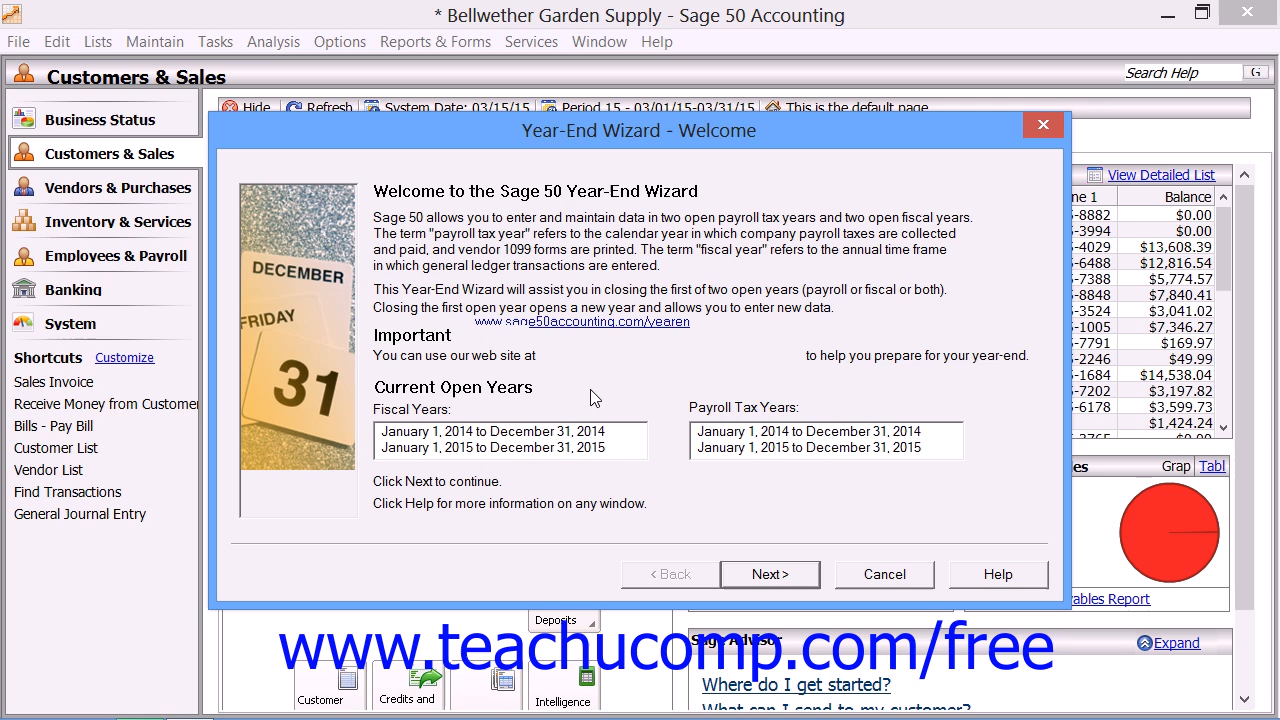 * Bellwether Garden Supply - Sage 50 Accounting
File Edit Lists Maintain Tasks Analysis Options Reports & Forms Services Window Help
Customers & Sales
Search Help
Hide Refresh System Date: 03/15/15 Period 15 - 03/01/15-03/31/15 This is the default page
Business Status
Customers & Sales
Vendors & Purchases
Inventory & Services
Employees & Payroll
Banking
System
Shortcuts Customize
Sales Invoice
Receive Money from Custome
Bills - Pay Bill
Customer List
Vendor List
Find Transactions
General Journal Entry
Year-End Wizard - Welcome
DECEMBER
FRIDAY
31
Welcome to the Sage 50 Year-End Wizard
Sage 50 allows you to enter and maintain data in two open payroll tax years and two open fiscal years.
The term "payroll tax year" refers to the calendar year in which company payroll taxes are collected
and paid, and vendor 1099 forms are printed. The term "fiscal year" refers to the annual time frame
in which general ledger transactions are entered.
This Year-End Wizard will assist you in closing the first of two open years (payroll or fiscal or both).
Closing the first open year opens a new year and allows you to enter new data.
www.sage50accounting.com/yearen
Important
You can use our web site at to help you prepare for your year-end.
Current Open Years
Fiscal Years:
January 1, 2014 to December 31, 2014
January 1, 2015 to December 31, 2015
Payroll Tax Years:
January 1, 2014 to December 31, 2014
January 1, 2015 to December 31, 2015
Click Next to continue.
Click Help for more information on any window.
< Back Next > Cancel Help
View Detailed List
ne 1 Balance
-8882 $0.00
-3994 $0.00
-4029 $13,608.39
-6488 $12,816.54
-7388 $5,774.57
-8848 $7,840.41
-3524 $3,041.02
-1005 $7,346.27
-7791 $169.97
-2246 $49.99
-1684 $14,538.04
-7202 $3,197.82
-6178 $3,599.73
$1,424.24
-3765 $0.00
es Grap Tabl
ables Report
Deposits
Customer
Credits and
Intelligence
Sage Advisor
Expand
Where do I get started?
What can I send to my customer?
www.teachucomp.com/free